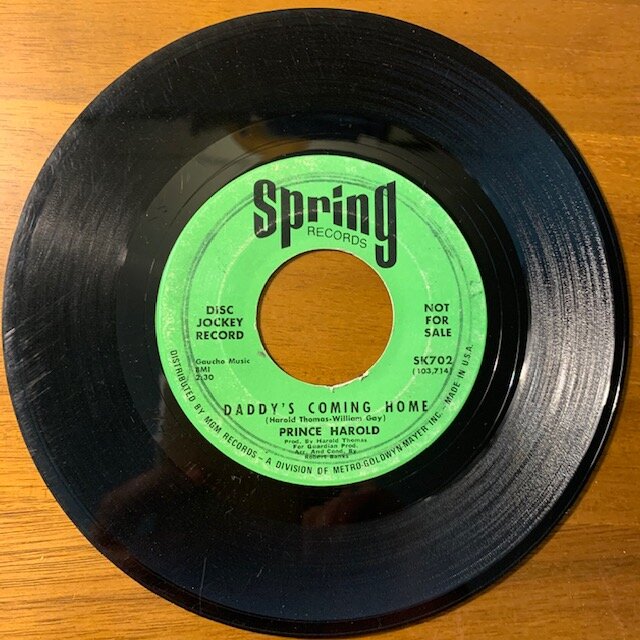 Spring
RECORDS
DISC
JOCKEY
RECORD
NOT
FOR
SALE
Gaucho Music
BMI
2:30
SK702
(103,714)
DADDY'S COMING HOME
(Harold Thomas-William Gay)
PRINCE HAROLD
Prod. By Harold Thomas
For Guardian Prod.
Arr. And Cond. By
Robert Banks
DISTRIBUTED BY MGM RECORDS - A DIVISION OF METRO-GOLDWYN-MAYER, INC. - MADE IN U.S.A.